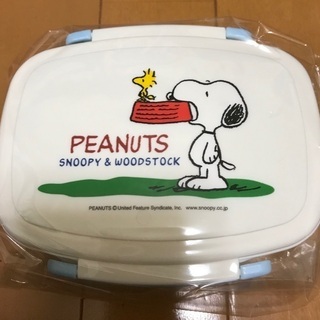 PEANUTS
SNOOPY & WOODSTOCK
PEANUTS © United Feature Syndicate, Inc. www.snoopy.co.jp